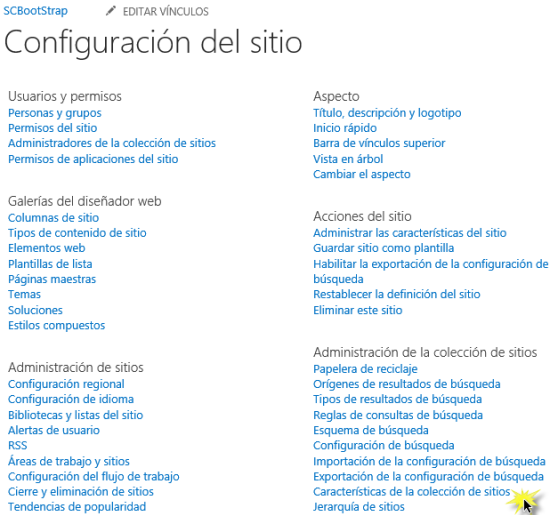 SCBootStrap
EDITAR VÍNCULOS
Configuración del sitio
Usuarios y permisos
Personas y grupos
Permisos del sitio
Administradores de la colección de sitios
Permisos de aplicaciones del sitio
Galerías del diseñador web
Columnas de sitio
Tipos de contenido de sitio
Elementos web
Plantillas de lista
Páginas maestras
Temas
Soluciones
Estilos compuestos
Administración de sitios
Configuración regional
Configuración de idioma
Bibliotecas y listas del sitio
Alertas de usuario
RSS
Áreas de trabajo y sitios
Configuración del flujo de trabajo
Cierre y eliminación de sitios
Tendencias de popularidad
Aspecto
Título, descripción y logotipo
Inicio rápido
Barra de vínculos superior
Vista en árbol
Cambiar el aspecto
Acciones del sitio
Administrar las características del sitio
Guardar sitio como plantilla
Habilitar la exportación de la configuración de
búsqueda
Restablecer la definición del sitio
Eliminar este sitio
Administración de la colección de sitios
Papelera de reciclaje
Orígenes de resultados de búsqueda
Tipos de resultados de búsqueda
Reglas de consultas de búsqueda
Esquema de búsqueda
Configuración de búsqueda
Importación de la configuración de búsqueda
Exportación de la configuración de búsqueda
Características de la colección de sitios
Jerarquía de sitios